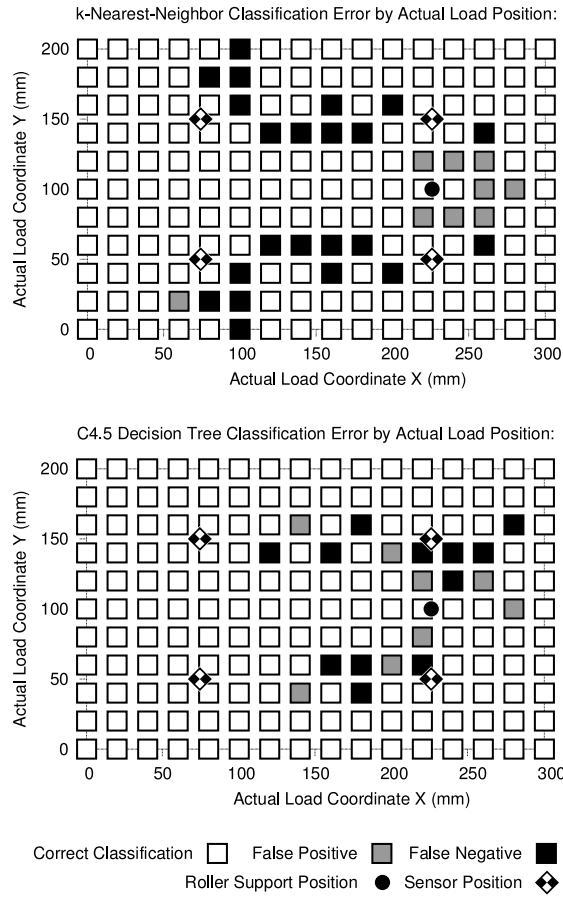 k-Nearest-Neighbor Classification Error by Actual Load Position:
200
150
100
50
0
Actual Load Coordinate Y (mm)
0 50 100 150 200 250 300
Actual Load Coordinate X (mm)
C4.5 Decision Tree Classification Error by Actual Load Position:
200
150
100
50
0
Actual Load Coordinate Y (mm)
0 50 100 150 200 250 300
Actual Load Coordinate X (mm)
Correct Classification False Positive False Negative
Roller Support Position Sensor Position